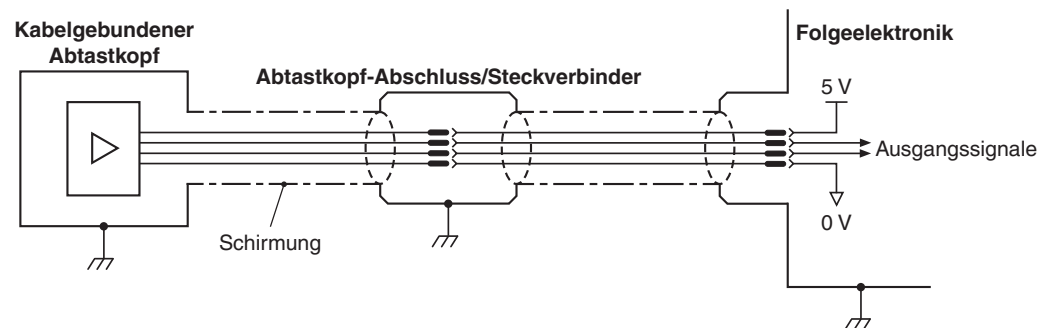 Kabelgebundener
Abtastkopf
Abtastkopf-Abschluss/Steckverbinder
Folgeelektronik
5 V
Ausgangssignale
0 V
Schirmung